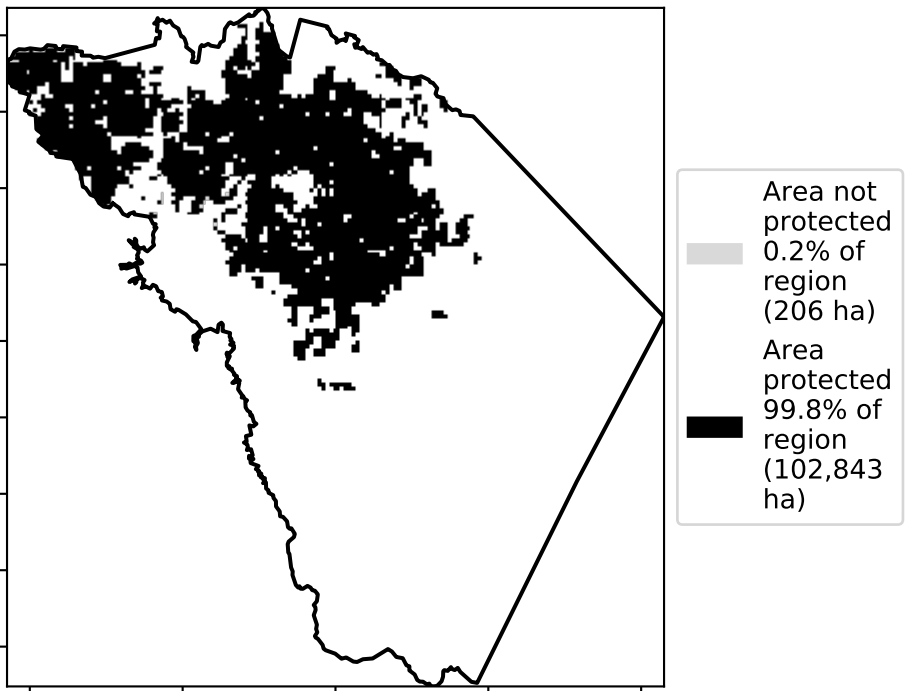 Area not
protected
0.2% of
region
(206 ha)
Area
protected
99.8% of
region
(102,843
ha)